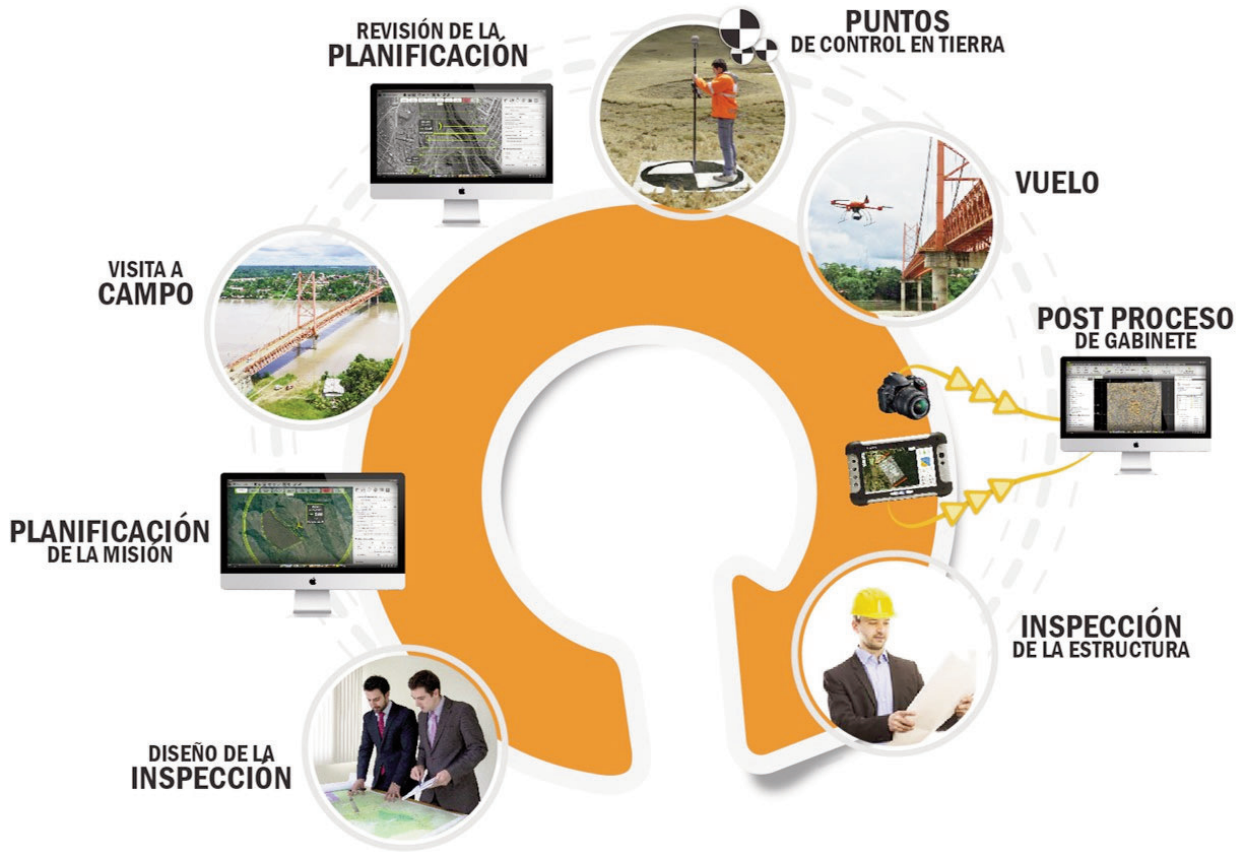 REVISIÓN DE LA
PLANIFICACIÓN
PUNTOS
DE CONTROL EN TIERRA
VUELO
VISITA A
CAMPO
POST PROCESO
DE GABINETE
PLANIFICACIÓN
DE LA MISIÓN
INSPECCIÓN
DE LA ESTRUCTURA
DISEÑO DE LA
INSPECCIÓN